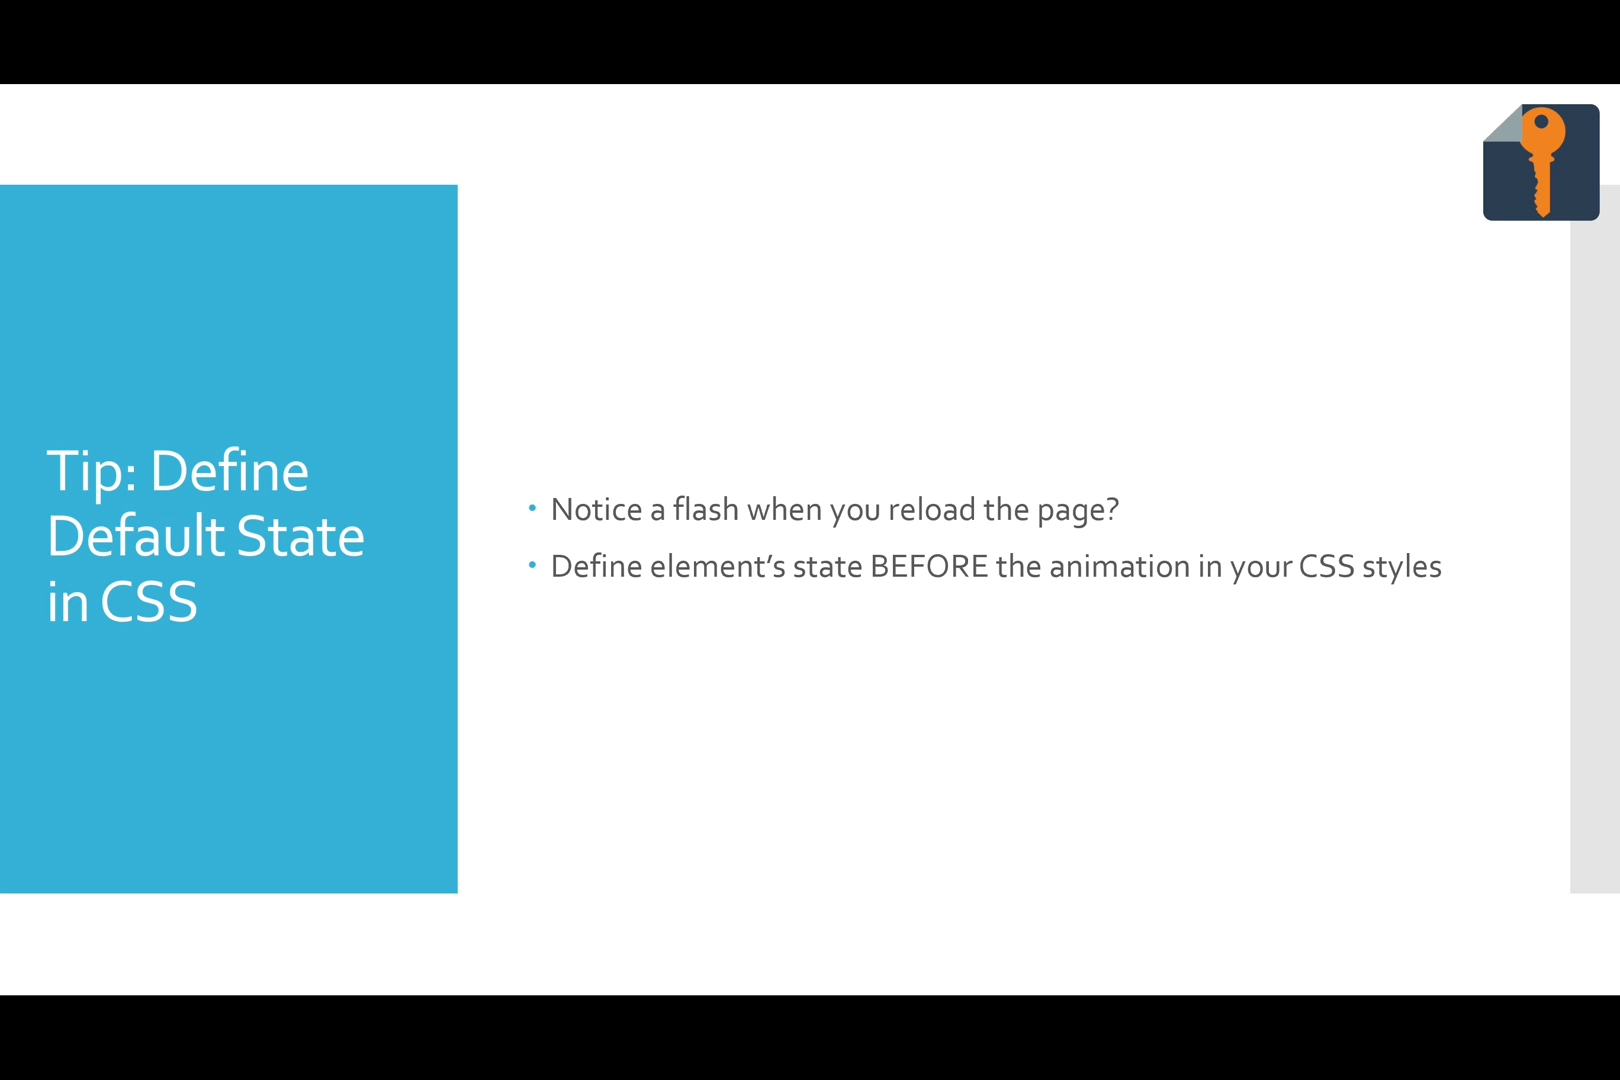 Tip: Define
Default State
in CSS
• Notice a flash when you reload the page?
• Define element’s state BEFORE the animation in your CSS styles